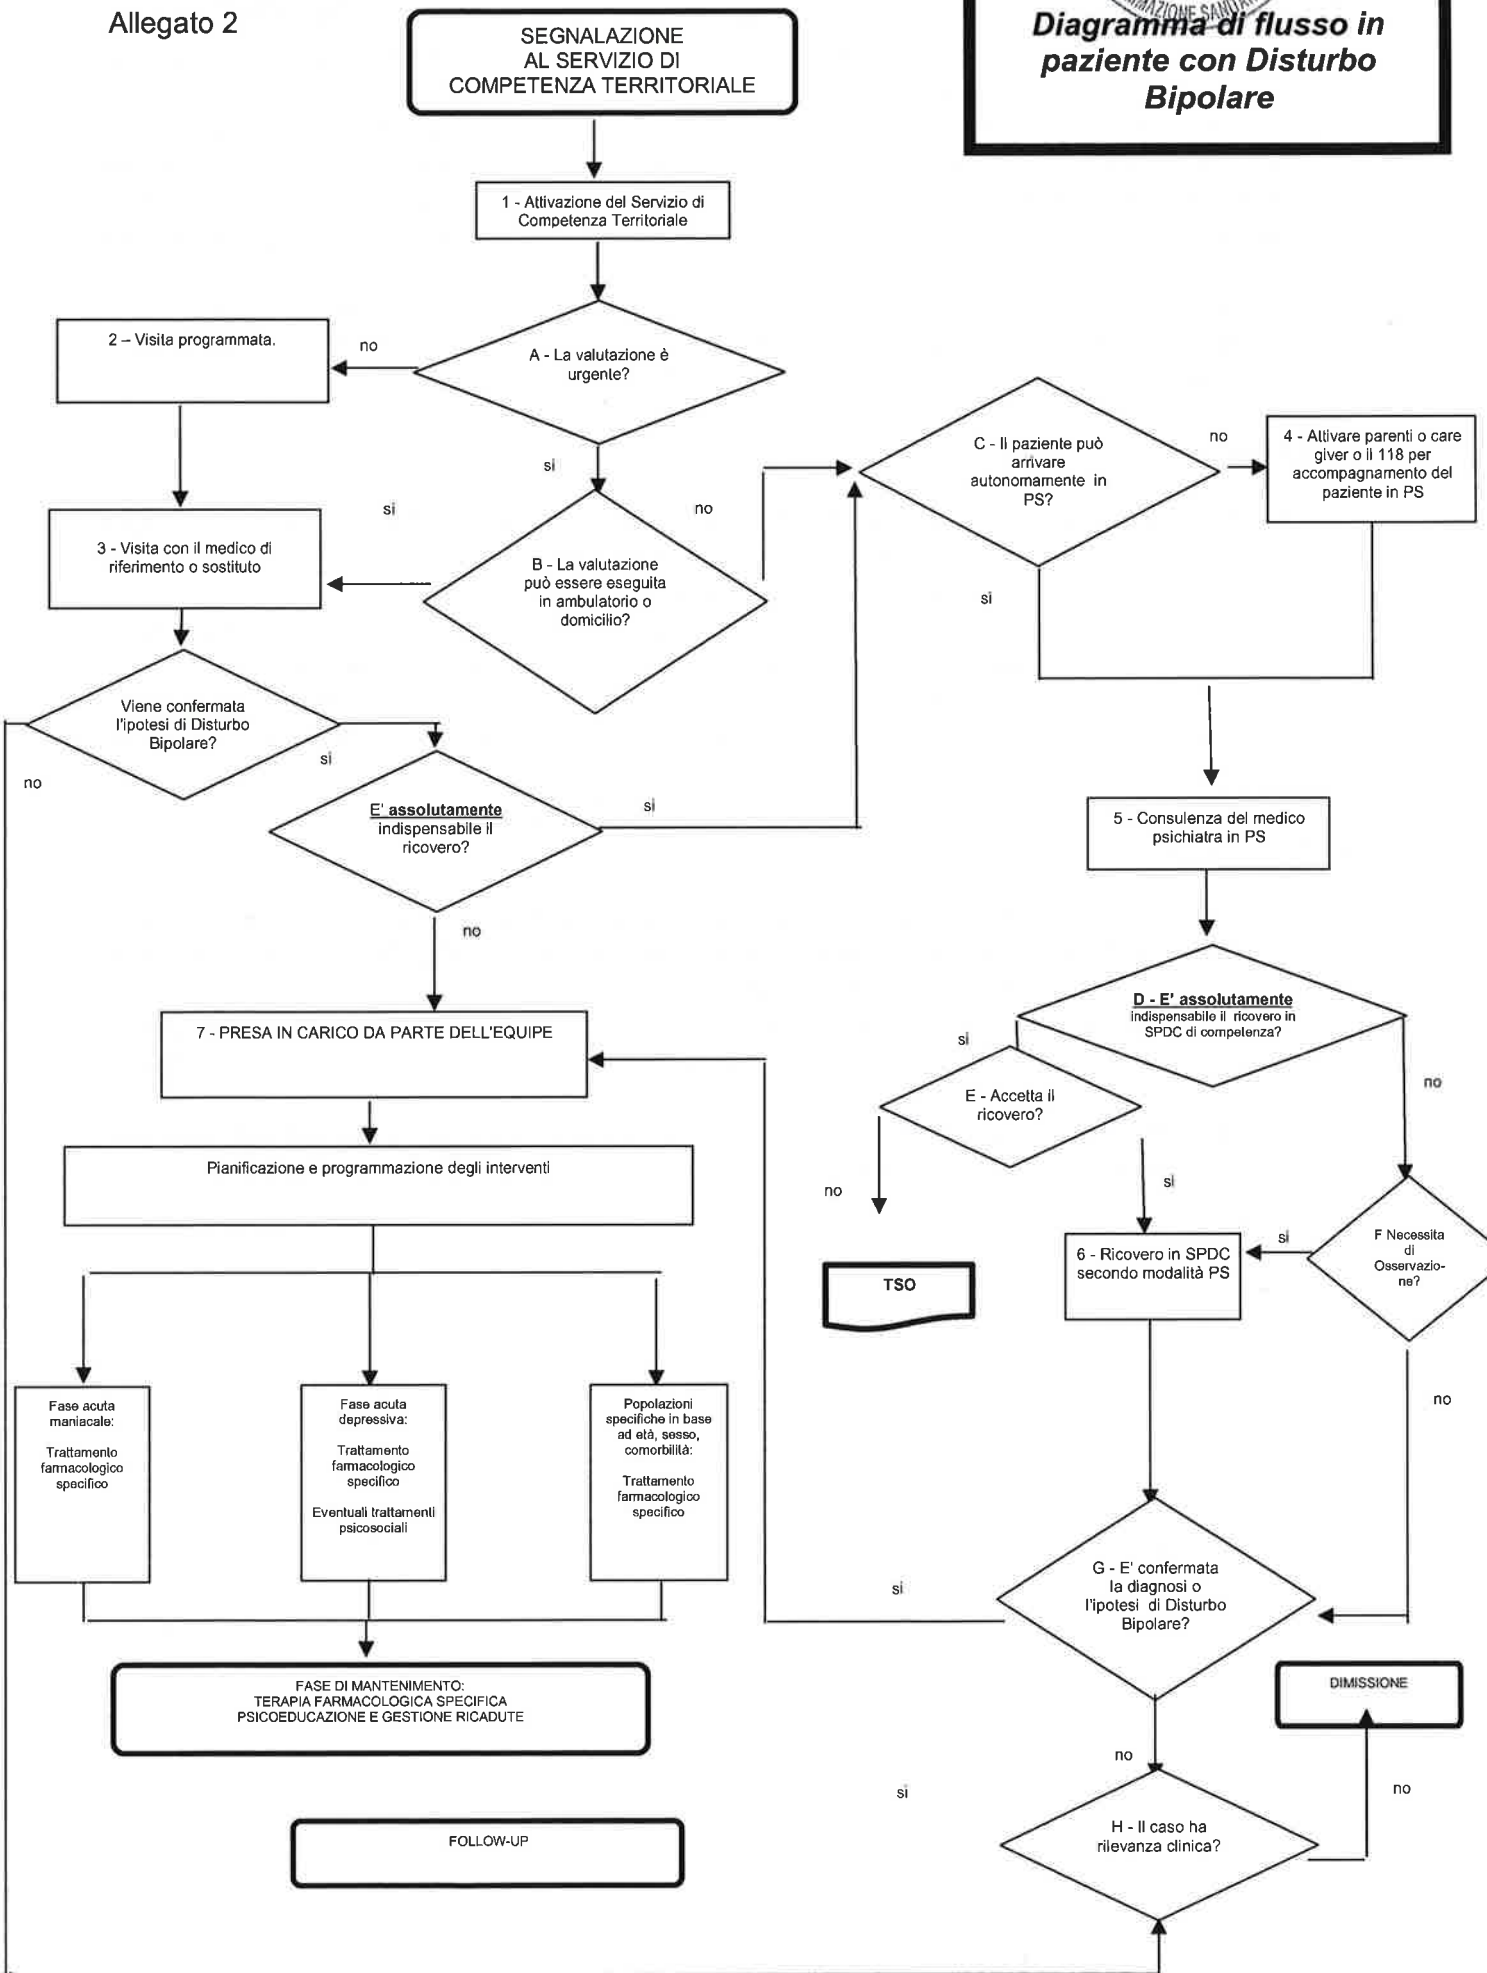 Allegato 2
SEGNALAZIONE
AL SERVIZIO DI
COMPETENZA TERRITORIALE
MAZIONE SANITAR
Diagramma di flusso in
paziente con Disturbo
Bipolare
1 - Attivazione del Servizio di
Competenza Territoriale
A - La valutazione è
urgente?
no
2 – Visita programmata.
si
B - La valutazione
può essere eseguita
in ambulatorio o
domicilio?
si
no
3 - Visita con il medico di
riferimento o sostituto
C - Il paziente può
arrivare
autonomamente in
PS?
no
4 - Attivare parenti o care
giver o il 118 per
accompagnamento del
paziente in PS
si
Viene confermata
l'ipotesi di Disturbo
Bipolare?
no
si
E' assolutamente
indispensabile il
ricovero?
si
no
5 - Consulenza del medico
psichiatra in PS
D - E' assolutamente
indispensabile il ricovero in
SPDC di competenza?
si
no
E - Accetta il
ricovero?
no
si
TSO
6 - Ricovero in SPDC
secondo modalità PS
si
F Necessita
di
Osservazio-
ne?
no
7 - PRESA IN CARICO DA PARTE DELL'EQUIPE
Pianificazione e programmazione degli interventi
Fase acuta
maniacale:
Trattamento
farmacologico
specifico
Fase acuta
depressiva:
Trattamento
farmacologico
specifico
Eventuali trattamenti
psicosociali
Popolazioni
specifiche in base
ad età, sesso,
comorbilità:
Trattamento
farmacologico
specifico
G - E' confermata
la diagnosi o
l'ipotesi di Disturbo
Bipolare?
si
no
FASE DI MANTENIMENTO:
TERAPIA FARMACOLOGICA SPECIFICA
PSICOEDUCAZIONE E GESTIONE RICADUTE
DIMISSIONE
si
no
H - Il caso ha
rilevanza clinica?
FOLLOW-UP